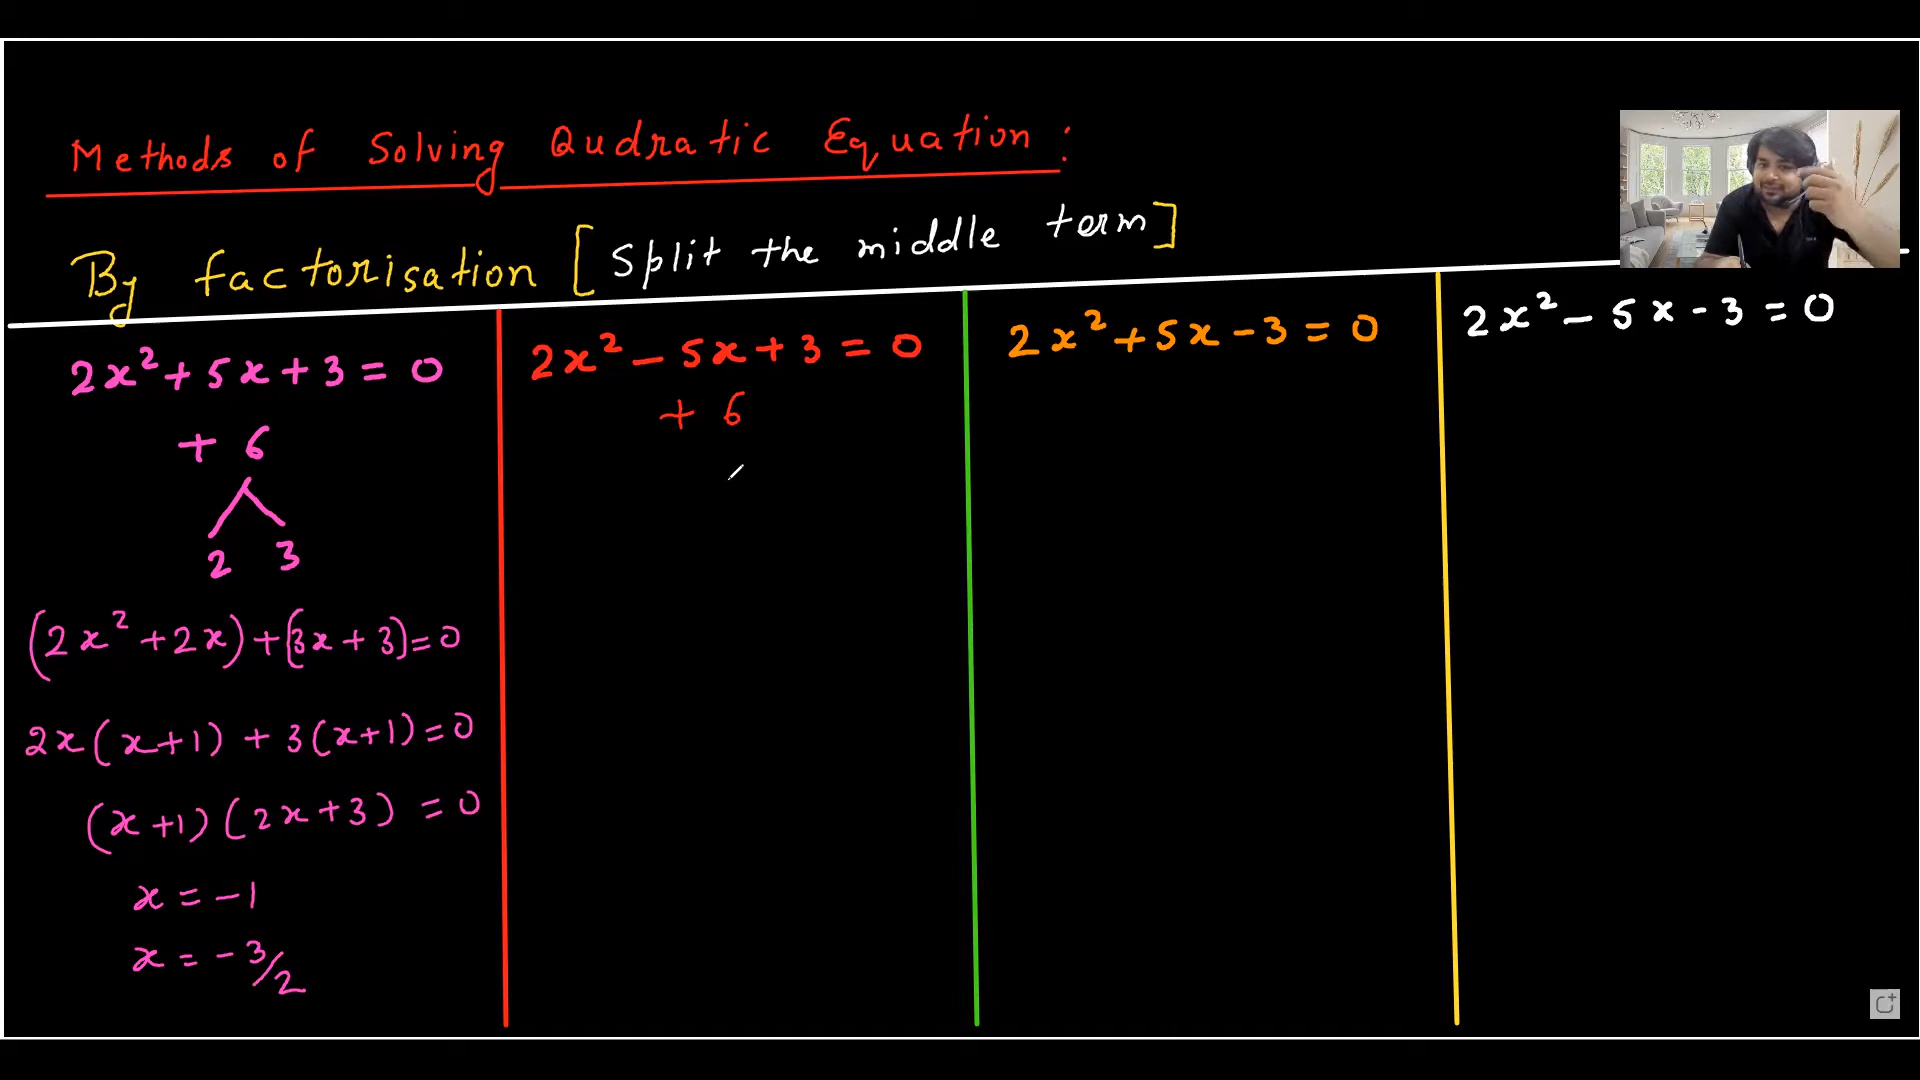 Methods of Solving Qudratic Equation:
By factorisation [Split the middle term]
2x² + 5x + 3 = 0
+ 6
2 3
(2x² + 2x) + (3x + 3) = 0
2x(x+1) + 3(x+1) = 0
(x+1)(2x+3) = 0
x = -1
x = -3/2
2x² - 5x + 3 = 0
+ 6
2x² + 5x - 3 = 0
2x² - 5x - 3 = 0